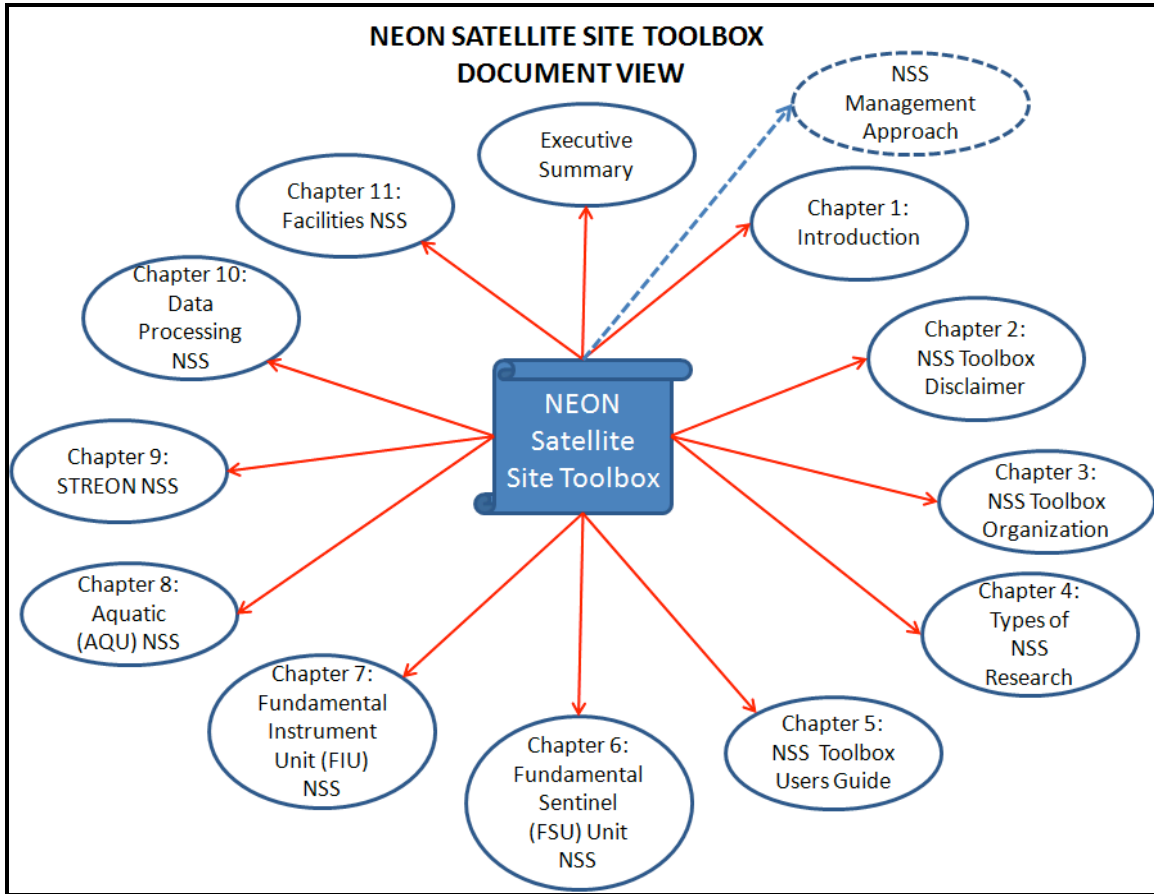 NEON SATELLITE SITE TOOLBOX
DOCUMENT VIEW
NSS
Management
Approach
Executive
Summary
Chapter 1:
Introduction
Chapter 2:
NSS Toolbox
Disclaimer
Chapter 3:
NSS Toolbox
Organization
Chapter 4:
Types of
NSS
Research
Chapter 5:
NSS Toolbox
Users Guide
Chapter 6:
Fundamental
Sentinel
(FSU) Unit
NSS
Chapter 7:
Fundamental
Instrument
Unit (FIU)
NSS
Chapter 8:
Aquatic
(AQU) NSS
Chapter 9:
STREON NSS
Chapter 10:
Data
Processing
NSS
Chapter 11:
Facilities NSS
NEON
Satellite
Site Toolbox